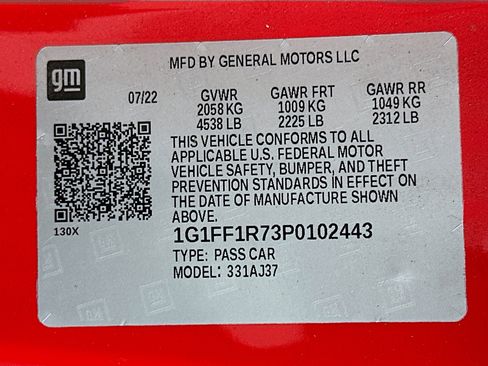 gm
MFD BY GENERAL MOTORS LLC
07/22
GVWR GAWR FRT GAWR RR
2058 KG 1009 KG 1049 KG
4538 LB 2225 LB 2312 LB
THIS VEHICLE CONFORMS TO ALL
APPLICABLE U.S. FEDERAL MOTOR
VEHICLE SAFETY, BUMPER, AND THEFT
PREVENTION STANDARDS IN EFFECT ON
THE DATE OF MANUFACTURE SHOWN
ABOVE.
130X
1G1FF1R73P0102443
TYPE: PASS CAR
MODEL: 331AJ37